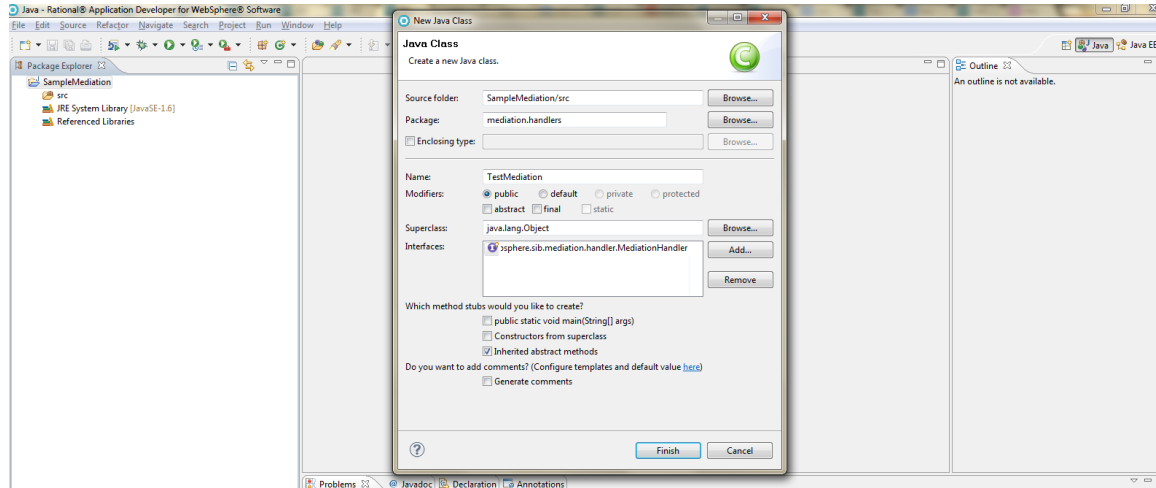 Java - Rational® Application Developer for WebSphere® Software
File Edit Source Refactor Navigate Search Project Run Window Help
Java Java EE
Package Explorer
SampleMediation
src
JRE System Library [JavaSE-1.6]
Referenced Libraries
New Java Class
Java Class
Create a new Java class.
C
Source folder: SampleMediation/src Browse...
Package: mediation.handlers Browse...
Enclosing type: Browse...
Name: TestMediation
Modifiers: public default private protected
abstract final static
Superclass: java.lang.Object Browse...
Interfaces: osphere.sib.mediation.handler.MediationHandler Add...
Remove
Which method stubs would you like to create?
public static void main(String[] args)
Constructors from superclass
Inherited abstract methods
Do you want to add comments? (Configure templates and default value here)
Generate comments
? Finish Cancel
Outline
An outline is not available.
Problems @ Javadoc Declaration Annotations